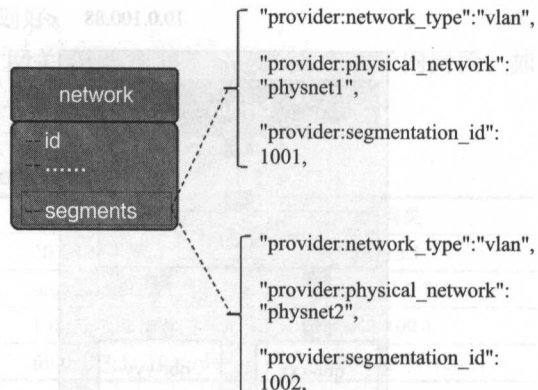 network
id
......
segments
"provider:network_type":"vlan",
"provider:physical_network":
"physnet1",
"provider:segmentation_id":
1001,
"provider:network_type":"vlan",
"provider:physical_network":
"physnet2",
"provider:segmentation_id":
1002,